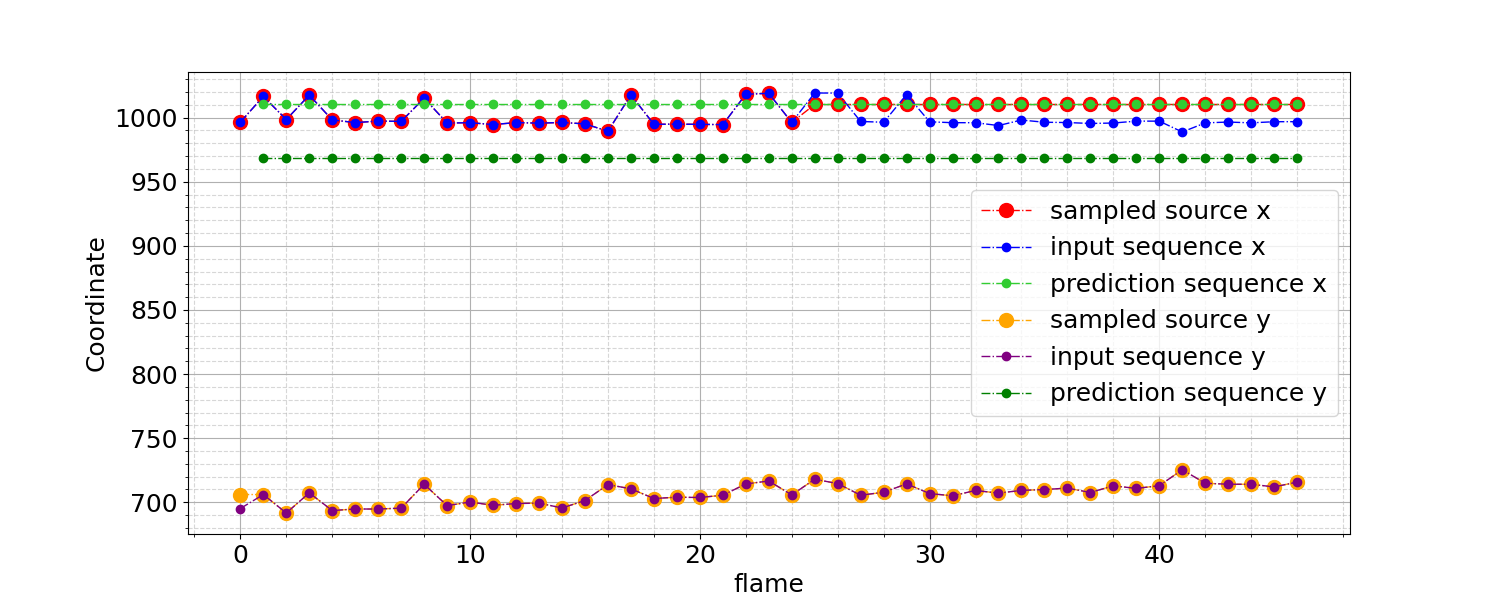 1000
950
900
850
800
750
700
Coordinate
sampled source x
input sequence x
prediction sequence x
sampled source y
input sequence y
prediction sequence y
0 10 20 30 40
flame